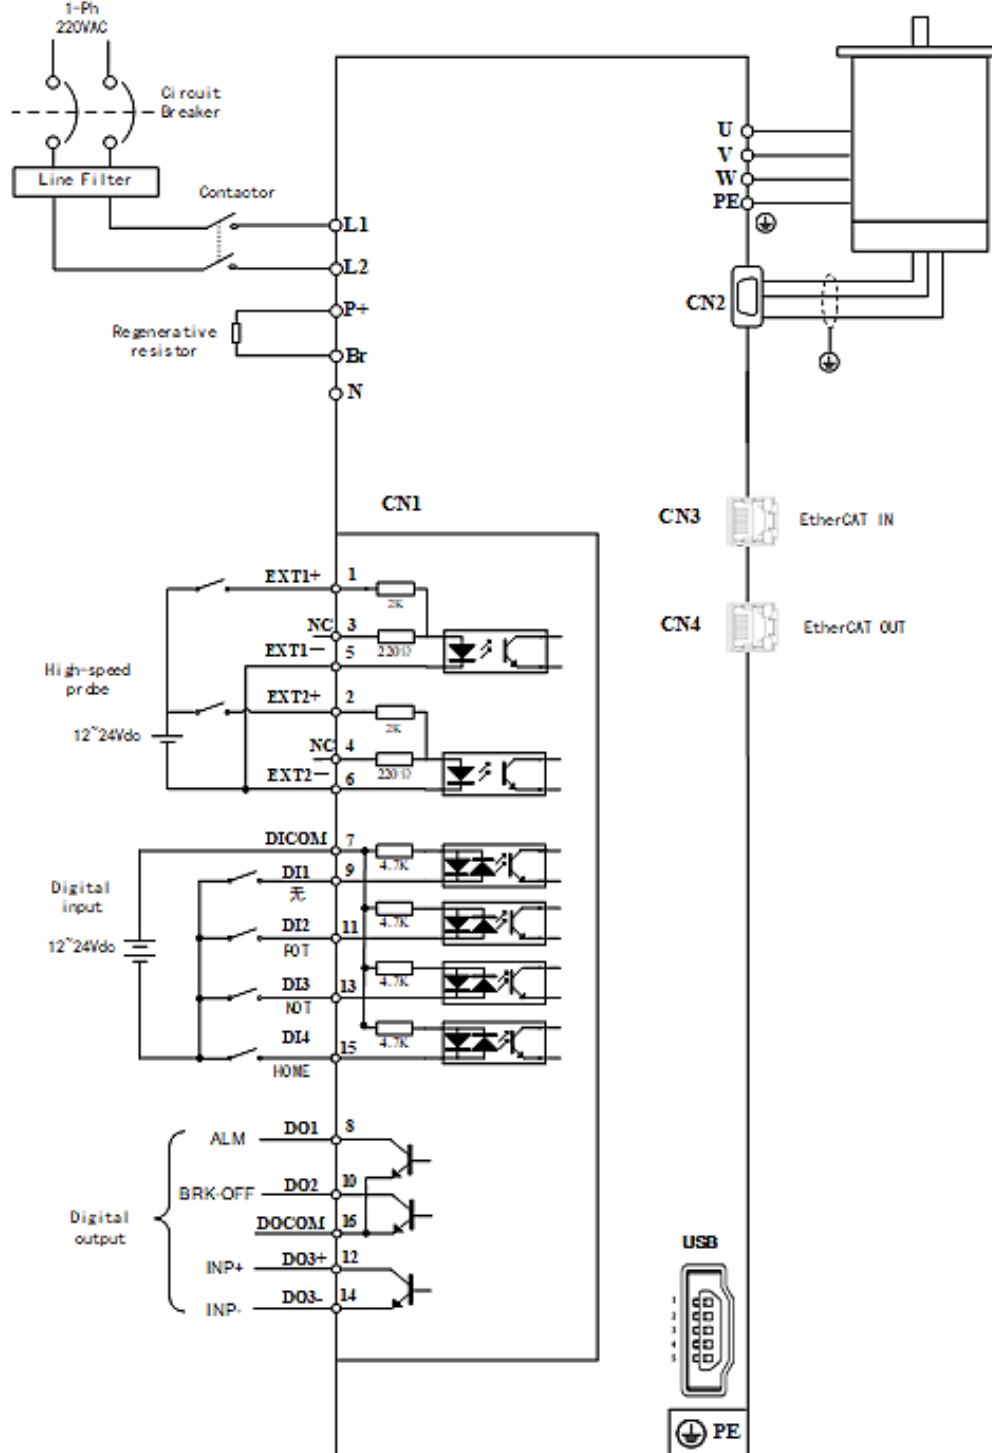 1-Ph
220VAC
Circuit
Breaker
Line Filter
Contactor
L1
L2
P+
Regenerative
resistor
Br
N
U
V
W
PE
CN2
CN1
CN3
EtherCAT IN
CN4
EtherCAT OUT
EXT1+ 1
2K
NC 3
220Ω
EXT1— 5
High-speed
probe
EXT2+ 2
2K
12~24Vdc
NC 4
220Ω
EXT2— 6
DICOM 7
4.7K
DI1 9
无
Digital
input
12~24Vdc
4.7K
DI2 11
POT
4.7K
DI3 13
NOT
4.7K
DI4 15
HOME
ALM DO1 8
BRK-OFF DO2 10
Digital
output
DOCOM 16
INP+ DO3+ 12
INP- DO3- 14
USB
1
2
3
4
5
PE